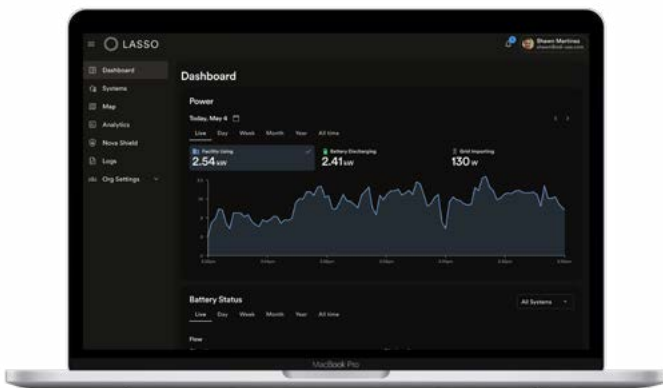 LASSO
Shawn Martinez
Dashboard
Systems
Map
Analytics
Nova Shield
Logs
Org Settings
Dashboard
Power
Today, May 4
Live Day Week Month Year All time
Facility Using
2.54 kW
Battery Discharging
2.41 kW
Grid Importing
130 W
Battery Status
All Systems
Live Day Week Month Year All time
Flow
MacBook Pro